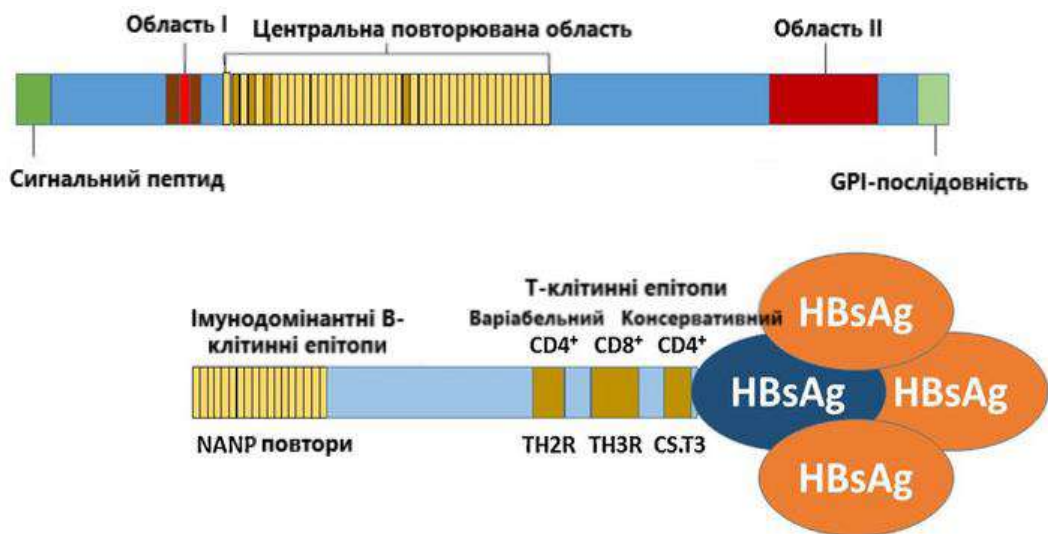 Область I
Центральна повторювана область
Область II
Сигнальний пептид
GPI-послідовність
Т-клітинні епітопи
Імунодомінантні В-
клітинні епітопи
Варіабельний Консервативний
CD4⁺ CD8⁺ CD4⁺
NANP повтори
TH2R TH3R CS.T3
HBsAg
HBsAg
HBsAg
HBsAg